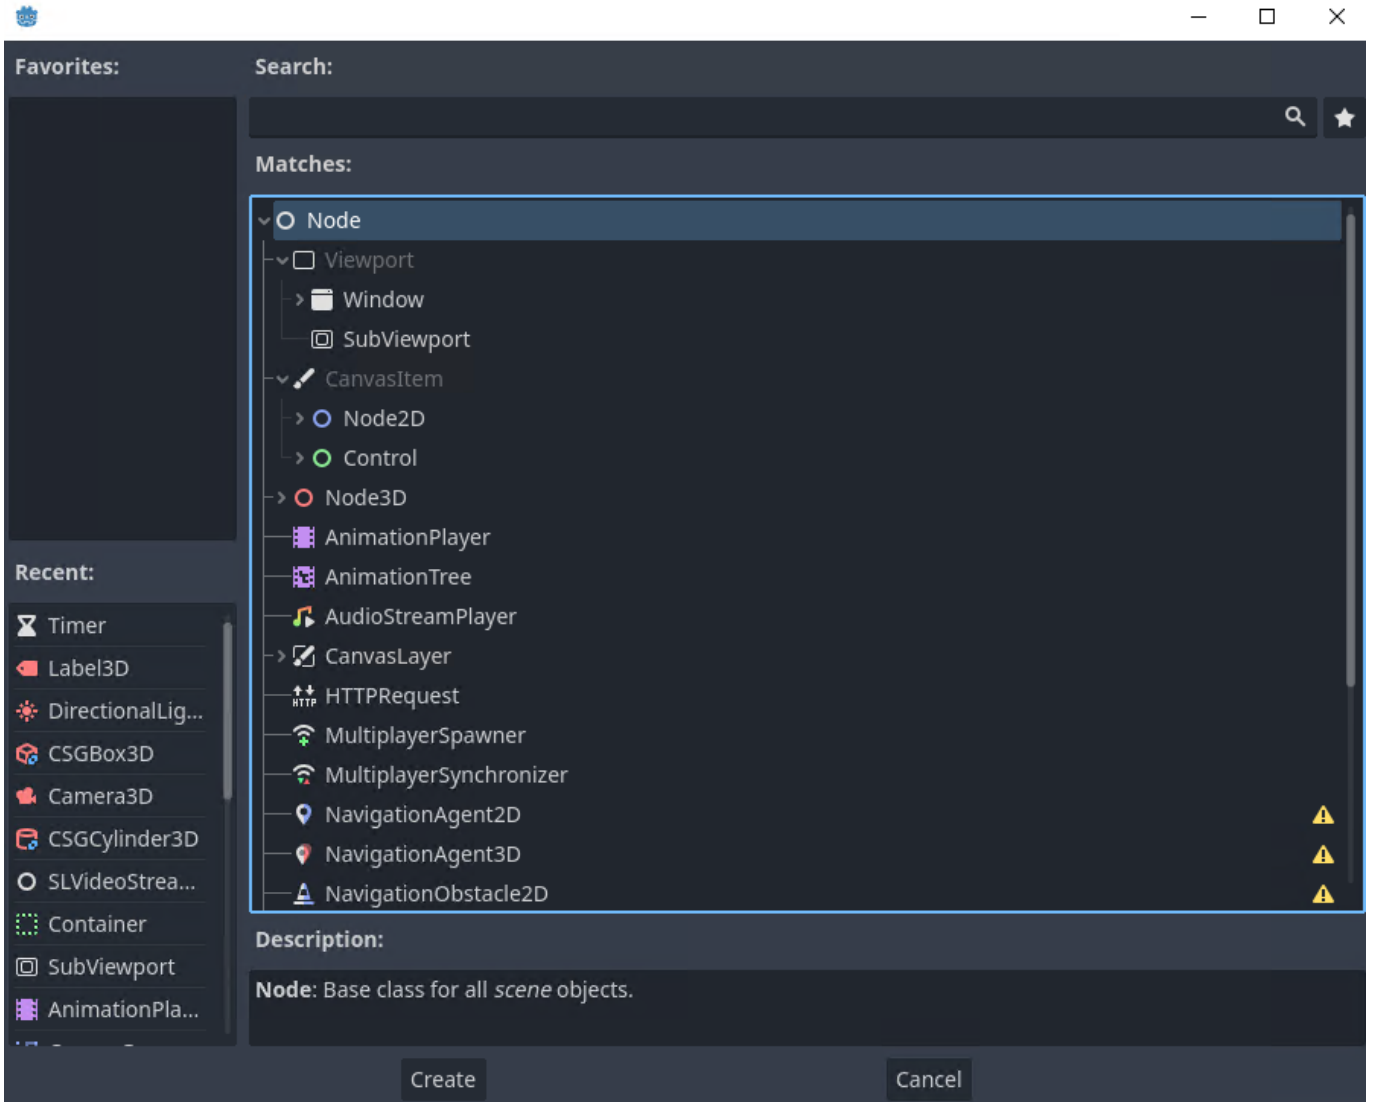 Favorites:
Search:
Matches:
Node
Viewport
Window
SubViewport
CanvasItem
Node2D
Control
Node3D
AnimationPlayer
AnimationTree
AudioStreamPlayer
CanvasLayer
HTTP HTTPRequest
MultiplayerSpawner
MultiplayerSynchronizer
NavigationAgent2D
NavigationAgent3D
NavigationObstacle2D
Recent:
Timer
Label3D
DirectionalLig...
CSGBox3D
Camera3D
CSGCylinder3D
SLVideoStrea...
Container
SubViewport
AnimationPla...
Description:
Node: Base class for all scene objects.
Create
Cancel